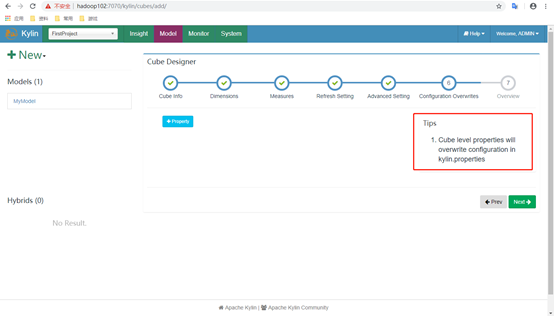 不安全 | hadoop102:7070/kylin/cubes/add/
应用 资料 常用 游戏
Kylin FirstProject Insight Model Monitor System Help Welcome, ADMIN
+ New
Cube Designer
Models (1)
MyModel
Cube Info Dimensions Measures Refresh Setting Advanced Setting Configuration Overwrites Overview
6 7
+ Property
Tips
1. Cube level properties will
overwrite configuration in
kylin.properties
Prev Next
Hybrids (0)
No Result.
Apache Kylin | Apache Kylin Community